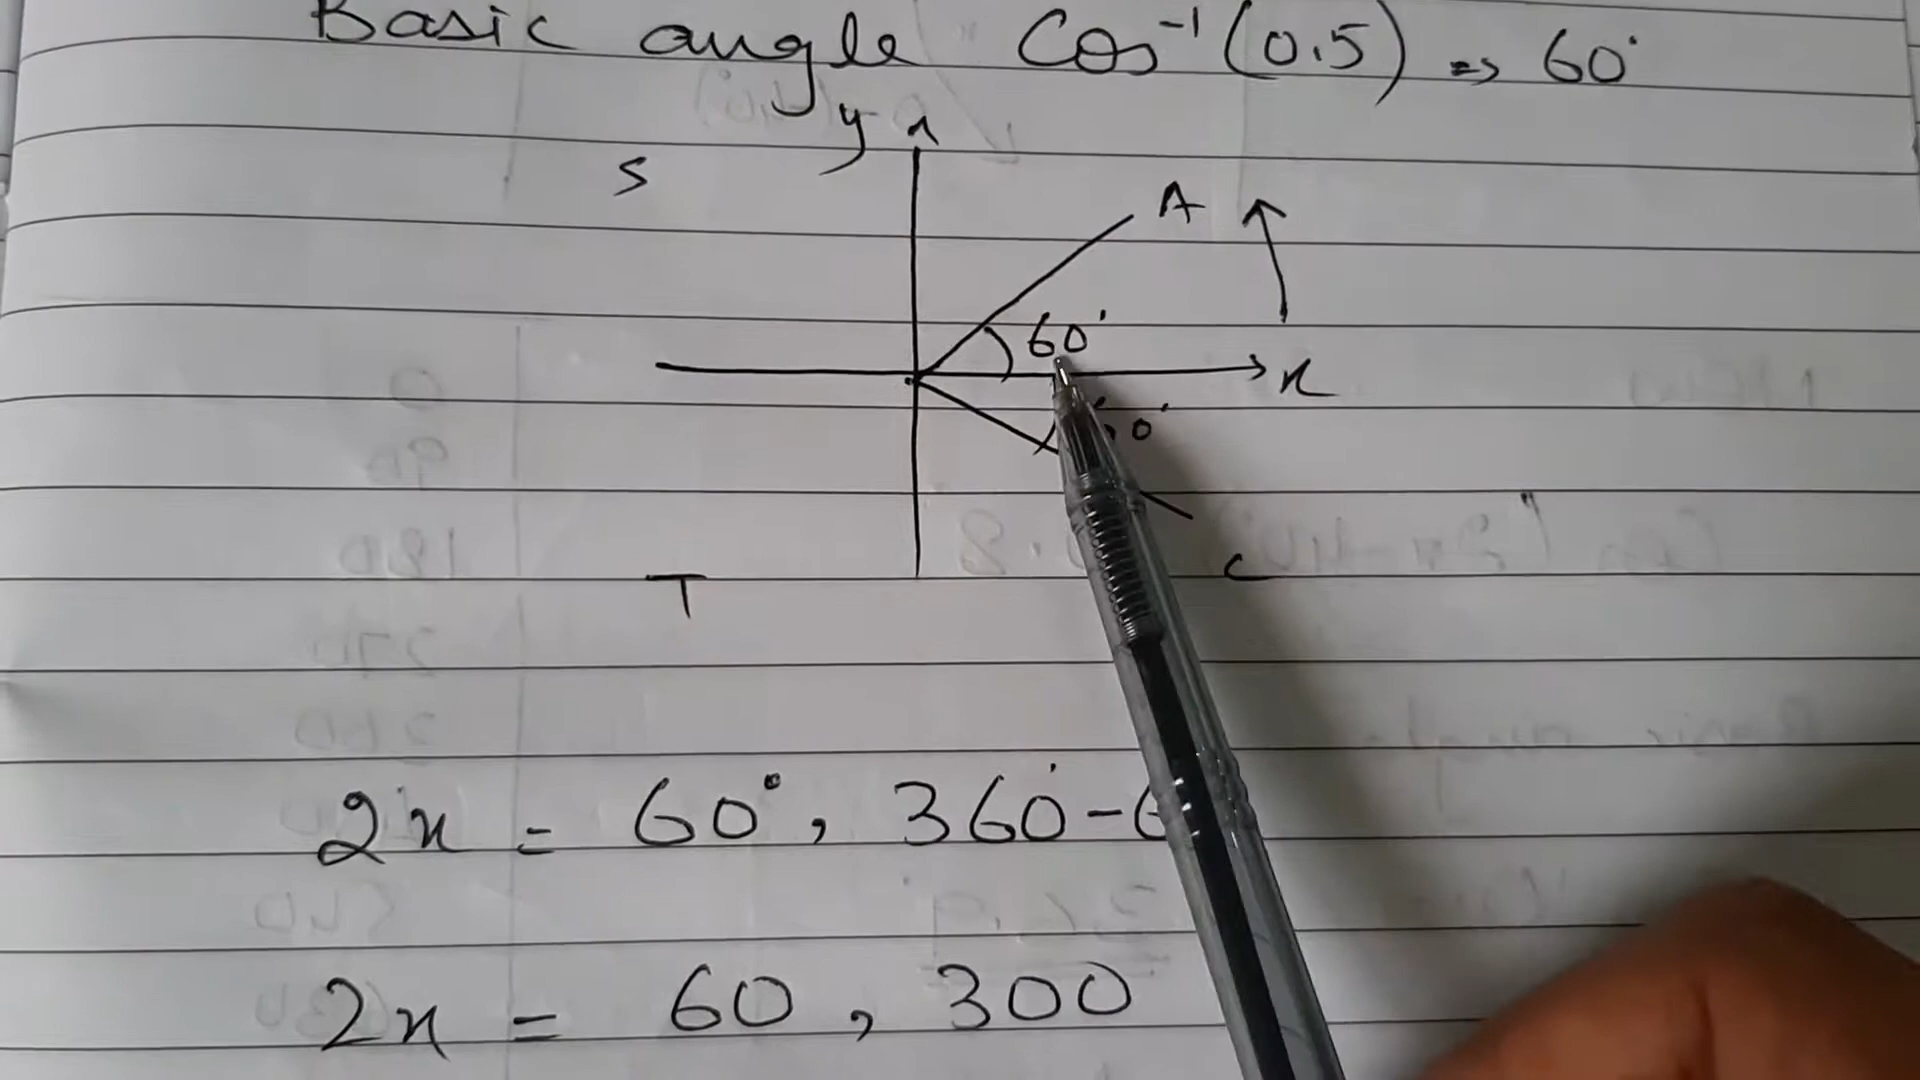 Basic angle Cos⁻¹(0.5) => 60°
y
S
A
60°
x
C
T
2x = 60°, 360° - 6
2x = 60, 300